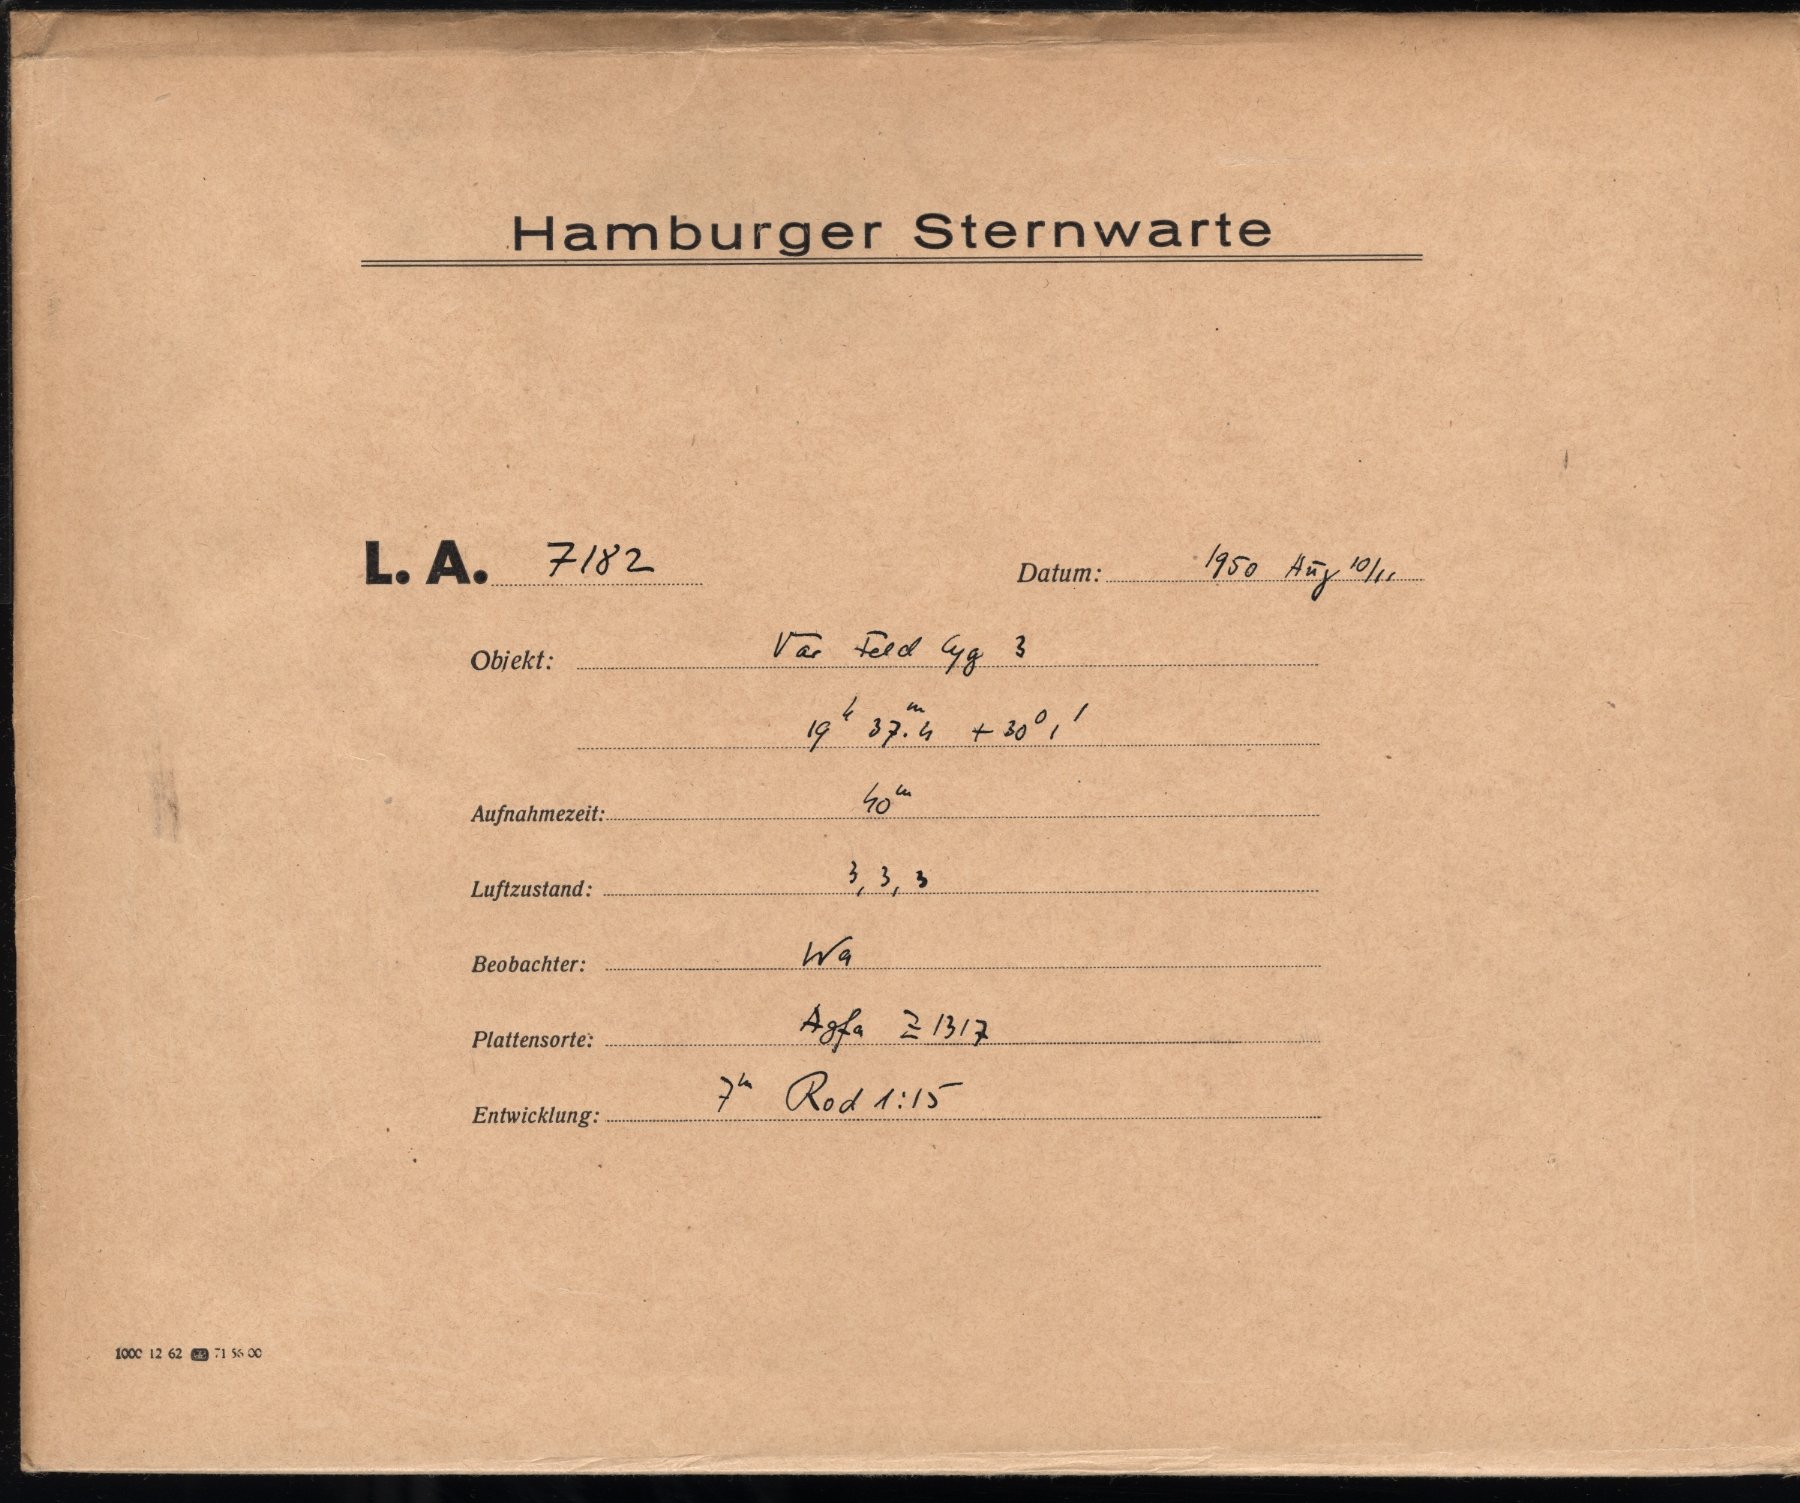 Hamburger Sternwarte
L. A. 7182 Datum: 1950 Aug 10/11
Objekt: Var Feld Cyg 3
19h 37.m4 +30° 1'
Aufnahmezeit: 40m
Luftzustand: 3, 3, 3
Beobachter: Wa
Plattensorte: Agfa Z 1317
Entwicklung: 7m Rod 1:15
1000 12 62 71 56 00